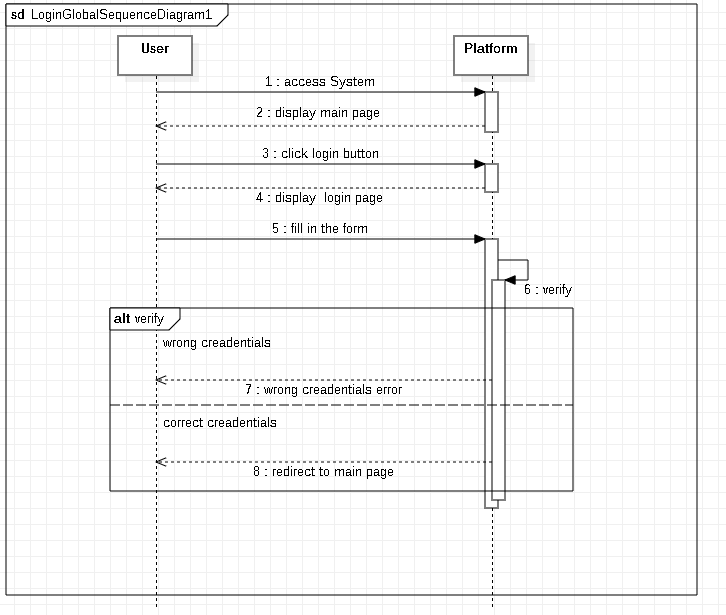 sd LoginGlobalSequenceDiagram1
User
Platform
1 : access System
2 : display main page
3 : click login button
4 : display login page
5 : fill in the form
6 : verify
alt verify
wrong creadentials
7 : wrong creadentials error
correct creadentials
8 : redirect to main page